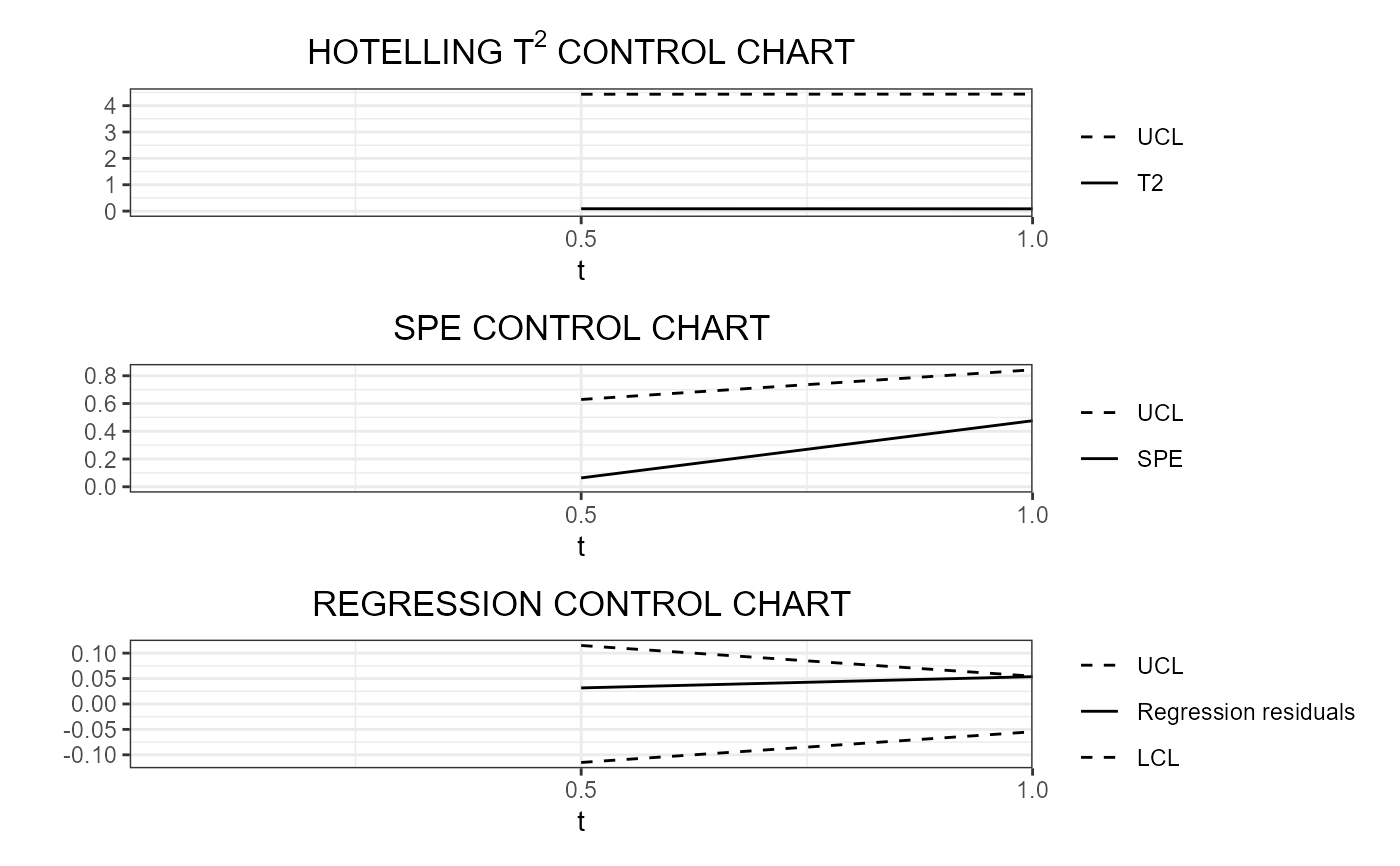 HOTELLING T² CONTROL CHART
4
3
2
1
0
0.5 1.0
t
UCL
T2
SPE CONTROL CHART
0.8
0.6
0.4
0.2
0.0
0.5 1.0
t
UCL
SPE
REGRESSION CONTROL CHART
0.10
0.05
0.00
-0.05
-0.10
0.5 1.0
t
UCL
Regression residuals
LCL